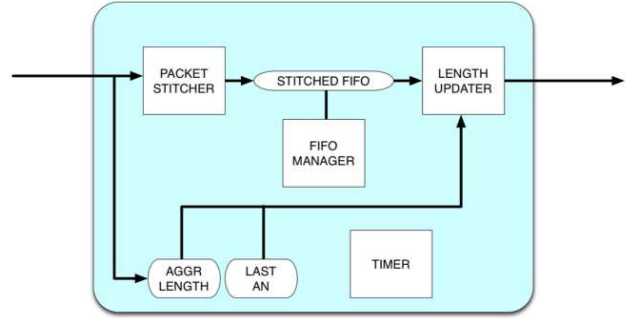 PACKET
STITCHER
STITCHED FIFO
LENGTH
UPDATER
FIFO
MANAGER
AGGR
LENGTH
LAST
AN
TIMER